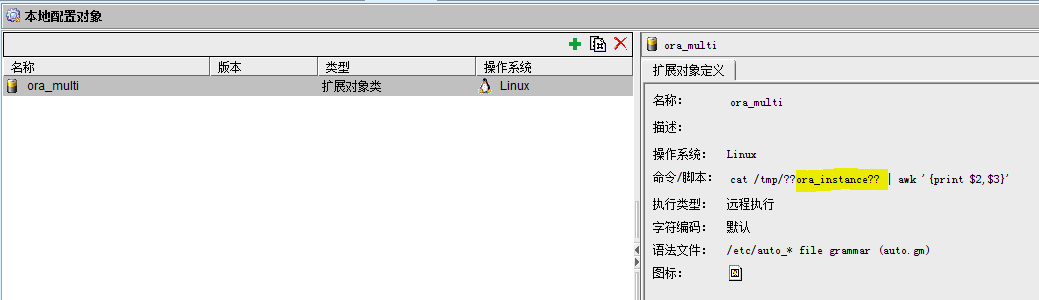 本地配置对象
名称 版本 类型 操作系统
ora_multi 扩展对象类 Linux
ora_multi
扩展对象定义
名称: ora_multi
描述:
操作系统: Linux
命令/脚本: cat /tmp/??ora_instance?? | awk '{print $2,$3}'
执行类型: 远程执行
字符编码: 默认
语法文件: /etc/auto_* file grammar (auto.gm)
图标: